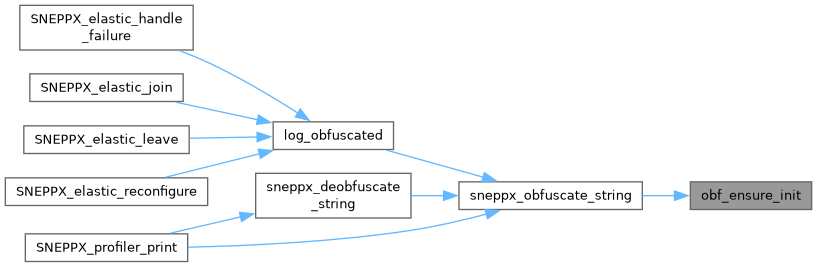 SNEPPX_elastic_handle
_failure
SNEPPX_elastic_join
SNEPPX_elastic_leave
SNEPPX_elastic_reconfigure
SNEPPX_profiler_print
log_obfuscated
sneppx_deobfuscate
_string
sneppx_obfuscate_string
obf_ensure_init